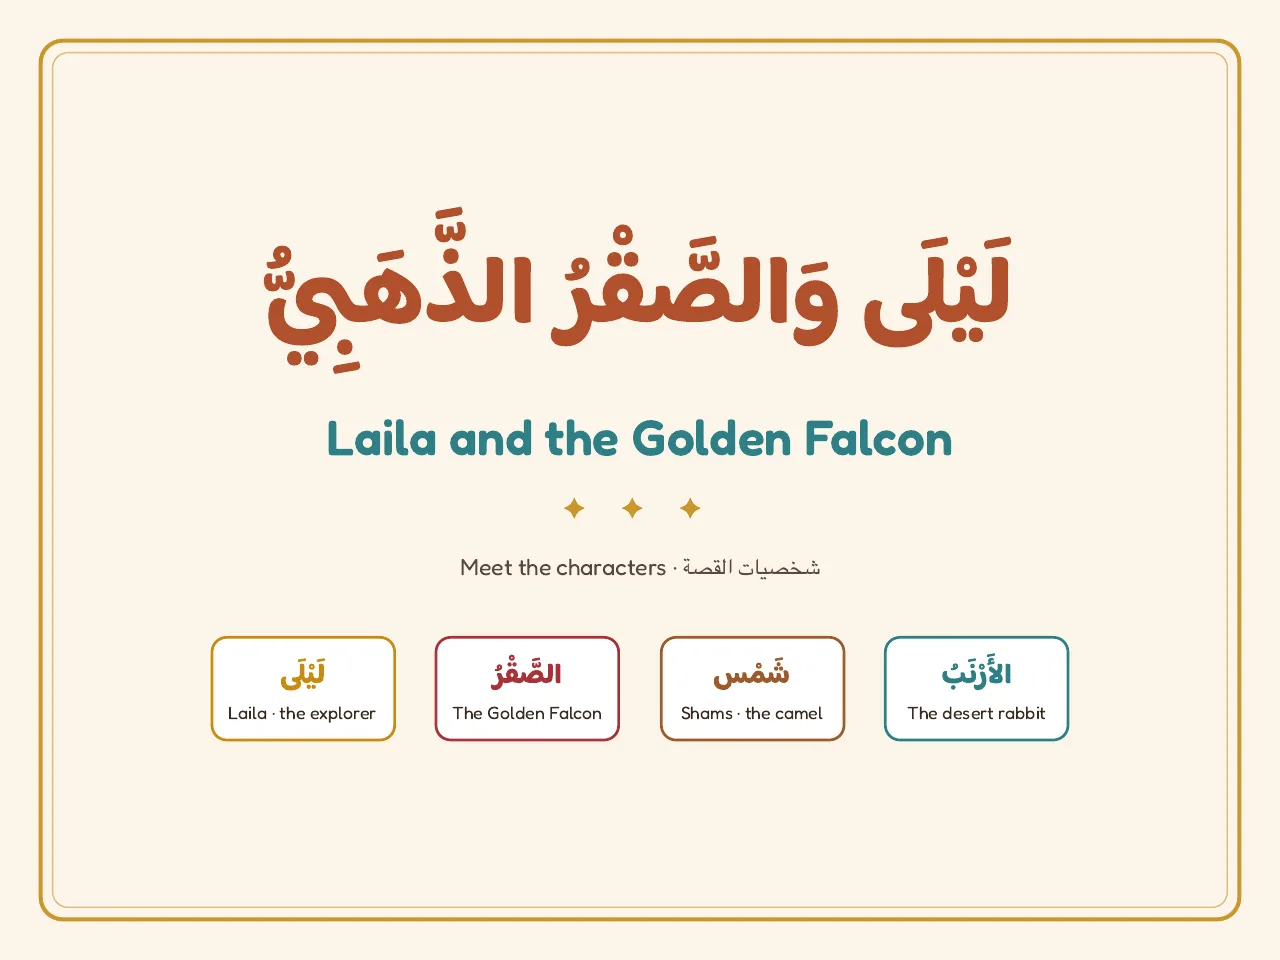 لَيْلَى وَالصَّقْرُ الذَّهَبِيُّ
Laila and the Golden Falcon
Meet the characters · شخصيات القصة
لَيْلَى
Laila · the explorer
الصَّقْرُ
The Golden Falcon
شَمْس
Shams · the camel
الأَرْنَبُ
The desert rabbit